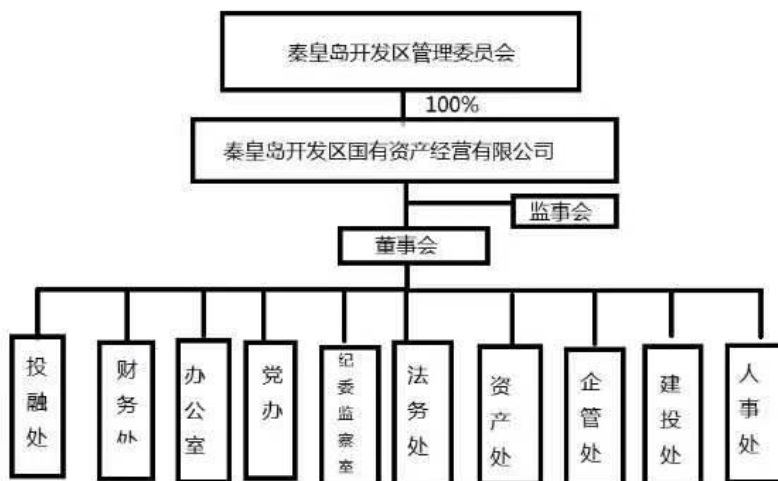 秦皇岛开发区管理委员会
100%
秦皇岛开发区国有资产经营有限公司
监事会
董事会
投融处
财务处
办公室
党办
纪委监察室
法务处
资产处
企管处
建投处
人事处